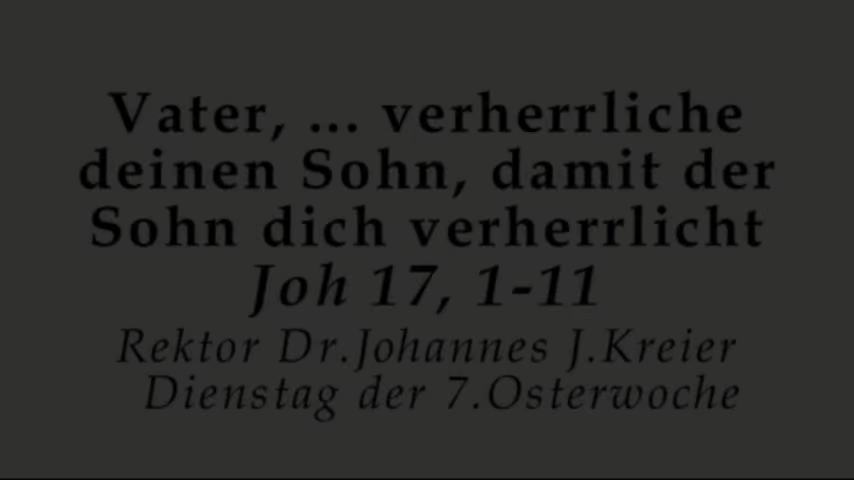 Vater, ... verherrliche
deinen Sohn, damit der
Sohn dich verherrlicht
Joh 17, 1-11
Rektor Dr.Johannes J.Kreier
Dienstag der 7.Osterwoche